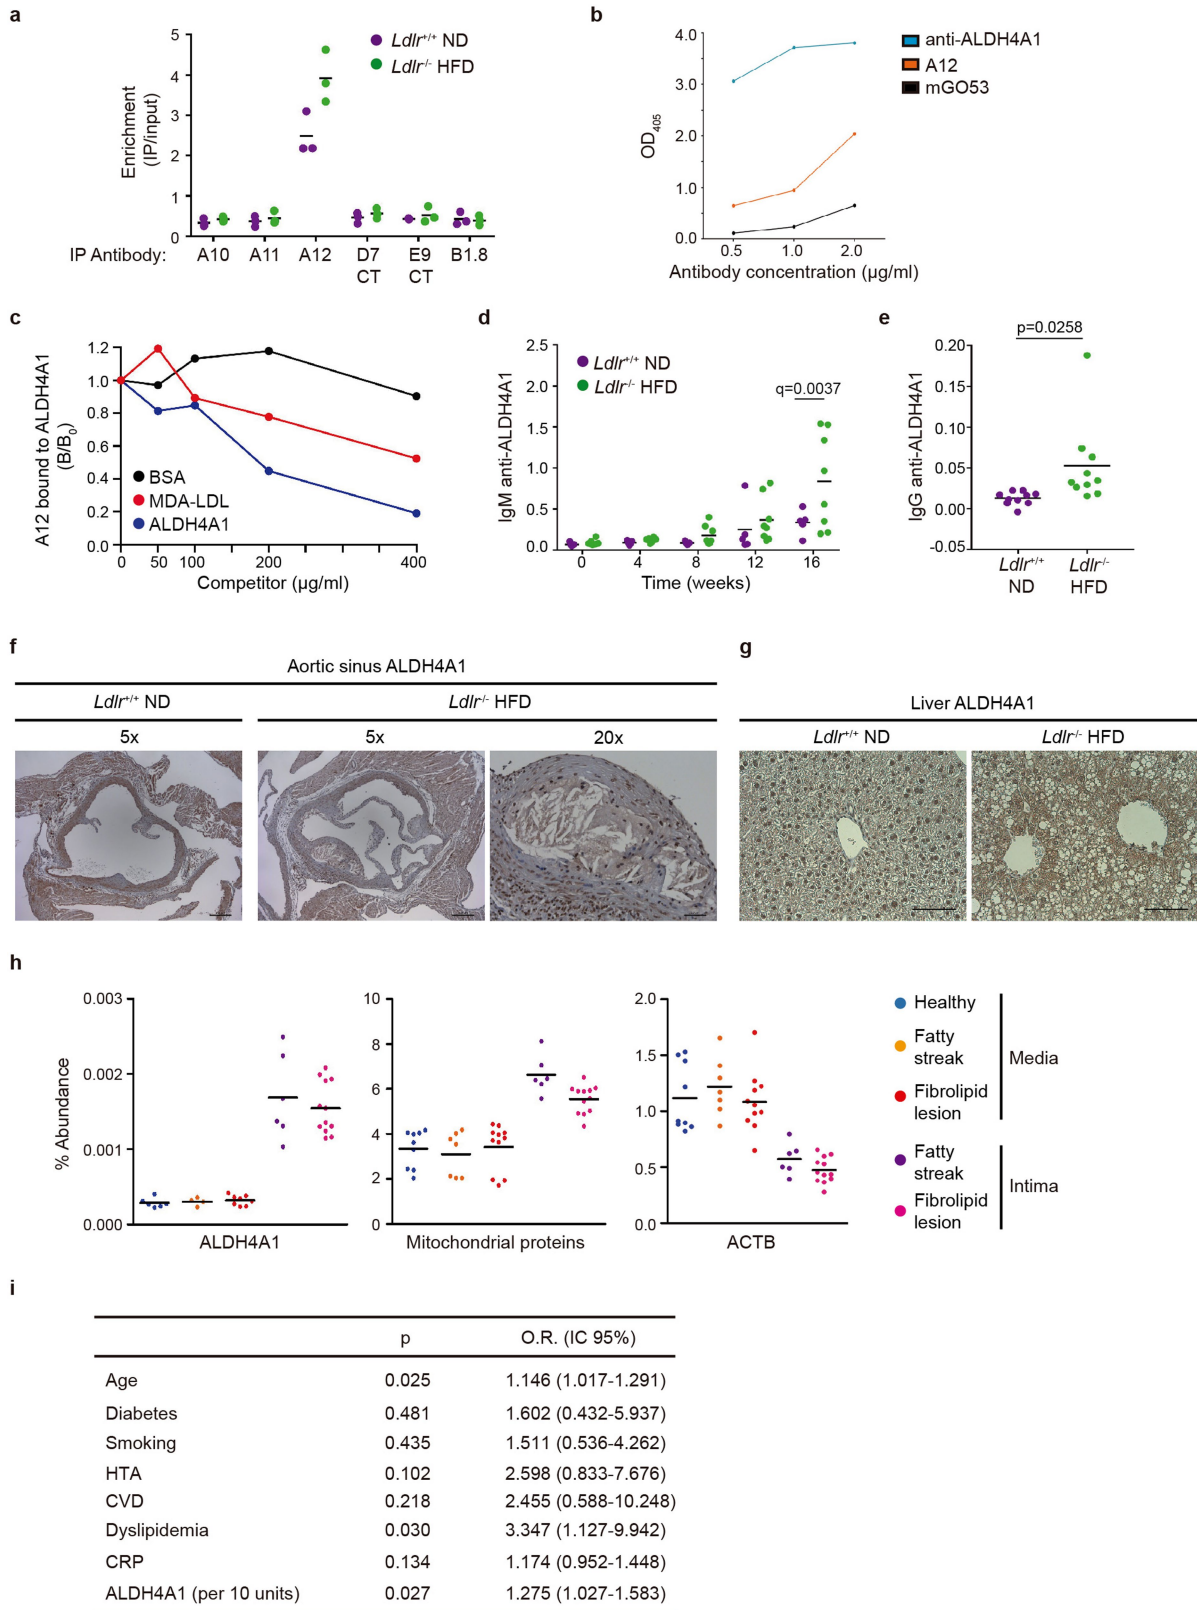 a
5
4
3
2
1
0
Enrichment
(IP/input)
Ldlr+/+ ND
Ldlr-/- HFD
IP Antibody: A10 A11 A12 D7 E9 B1.8
CT CT
b
4.0
3.0
2.0
1.0
0.0
OD405
0.5 1.0 2.0
Antibody concentration (µg/ml)
anti-ALDH4A1
A12
mGO53
c
1.2
1.0
0.8
0.6
0.4
0.2
0.0
A12 bound to ALDH4A1
(B/B0)
BSA
MDA-LDL
ALDH4A1
0 50 100 200 400
Competitor (µg/ml)
d
2.5
2.0
1.5
1.0
0.5
0.0
IgM anti-ALDH4A1
Ldlr+/+ ND
Ldlr-/- HFD
q=0.0037
0 4 8 12 16
Time (weeks)
e
p=0.0258
0.20
0.15
0.10
0.05
0.00
-0.05
IgG anti-ALDH4A1
Ldlr+/+ Ldlr-/-
ND HFD
f
Aortic sinus ALDH4A1
Ldlr+/+ ND Ldlr-/- HFD
5x 5x 20x
g
Liver ALDH4A1
Ldlr+/+ ND Ldlr-/- HFD
h
% Abundance
0.003
0.002
0.001
0.000
ALDH4A1
10
8
6
4
2
0
Mitochondrial proteins
2.0
1.5
1.0
0.5
0.0
ACTB
Healthy
Fatty
streak
Fibrolipid
lesion
Media
Fatty
streak
Fibrolipid
lesion
Intima
i
p O.R. (IC 95%)
Age 0.025 1.146 (1.017-1.291)
Diabetes 0.481 1.602 (0.432-5.937)
Smoking 0.435 1.511 (0.536-4.262)
HTA 0.102 2.598 (0.833-7.676)
CVD 0.218 2.455 (0.588-10.248)
Dyslipidemia 0.030 3.347 (1.127-9.942)
CRP 0.134 1.174 (0.952-1.448)
ALDH4A1 (per 10 units) 0.027 1.275 (1.027-1.583)